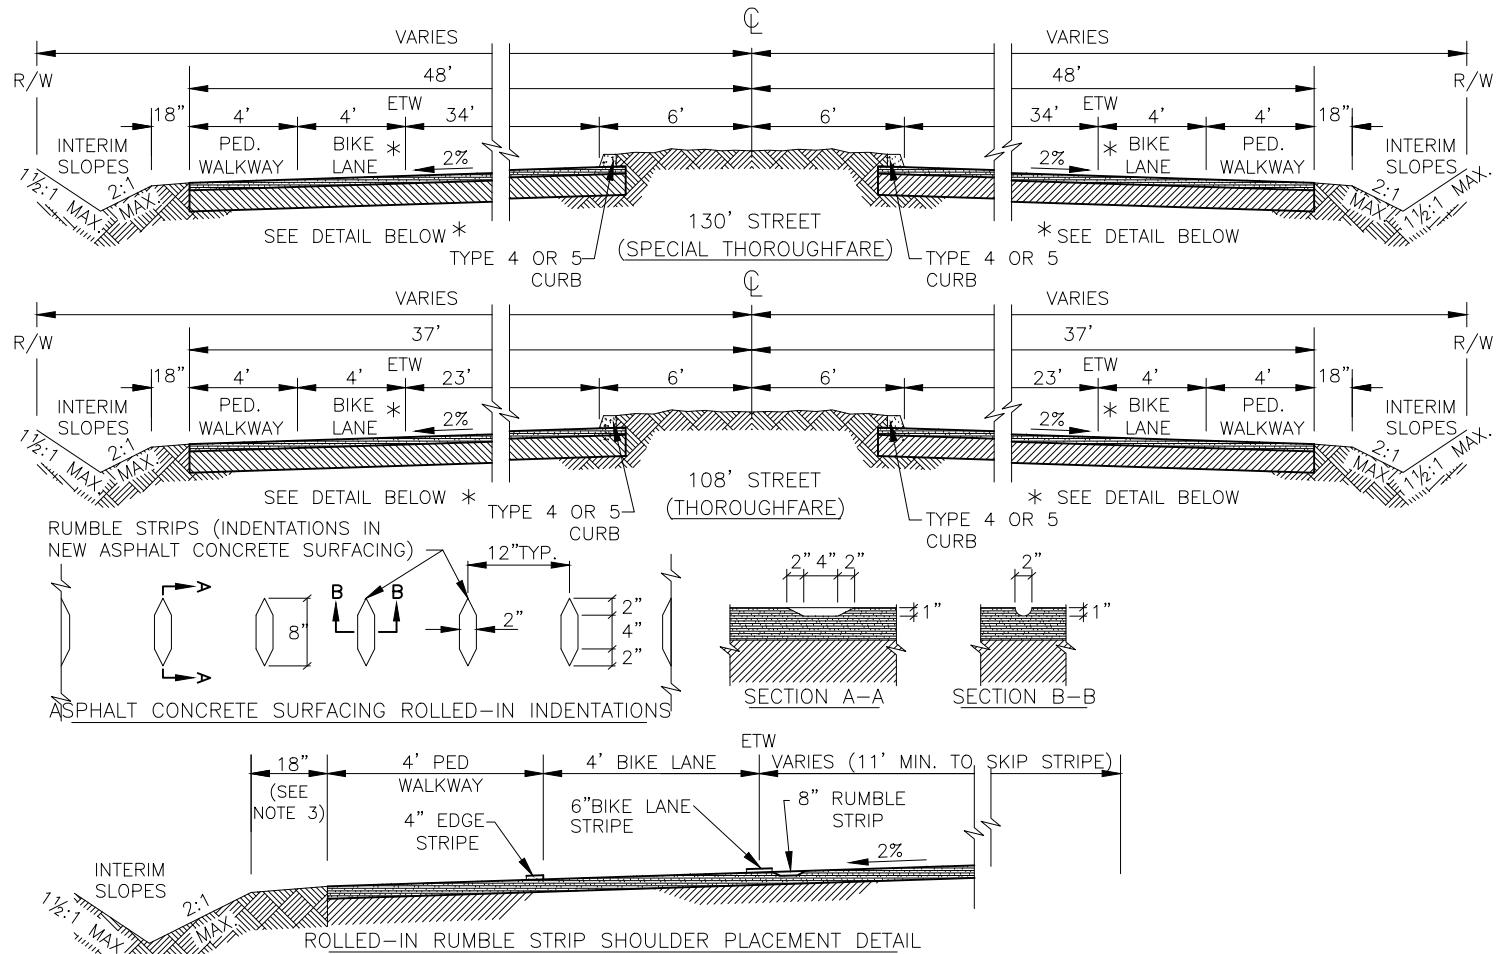 ℄
VARIES VARIES
R/W 48' 48' R/W
18" 4' 4' ETW 34' 6' 6' 34' ETW 4' 4' 18"
INTERIM SLOPES PED. WALKWAY BIKE LANE * 2% 2% * BIKE LANE PED. WALKWAY INTERIM SLOPES
1½:1 MAX. 2:1 MAX. 2:1 MAX. 1½:1 MAX.
SEE DETAIL BELOW * 130' STREET * SEE DETAIL BELOW
(SPECIAL THOROUGHFARE)
TYPE 4 OR 5 CURB TYPE 4 OR 5 CURB
℄
VARIES VARIES
R/W 37' 37' R/W
18" 4' 4' ETW 23' 6' 6' 23' ETW 4' 4' 18"
INTERIM SLOPES PED. WALKWAY BIKE LANE * 2% 2% * BIKE LANE PED. WALKWAY INTERIM SLOPES
1½:1 MAX. 2:1 MAX. 2:1 MAX. 1½:1 MAX.
SEE DETAIL BELOW * 108' STREET * SEE DETAIL BELOW
(THOROUGHFARE)
TYPE 4 OR 5 CURB TYPE 4 OR 5 CURB
RUMBLE STRIPS (INDENTATIONS IN
NEW ASPHALT CONCRETE SURFACING)
12"TYP.
A B B
8" 2" 2" 4" 2"
A
ASPHALT CONCRETE SURFACING ROLLED-IN INDENTATIONS
2" 4" 2"
1"
SECTION A-A
2"
1"
SECTION B-B
ETW
18" 4' PED 4' BIKE LANE VARIES (11' MIN. TO SKIP STRIPE)
(SEE WALKWAY
NOTE 3)
4" EDGE
STRIPE
6"BIKE LANE
STRIPE
8" RUMBLE
STRIP
2%
INTERIM
SLOPES
1½:1 MAX. 2:1 MAX.
ROLLED-IN RUMBLE STRIP SHOULDER PLACEMENT DETAIL